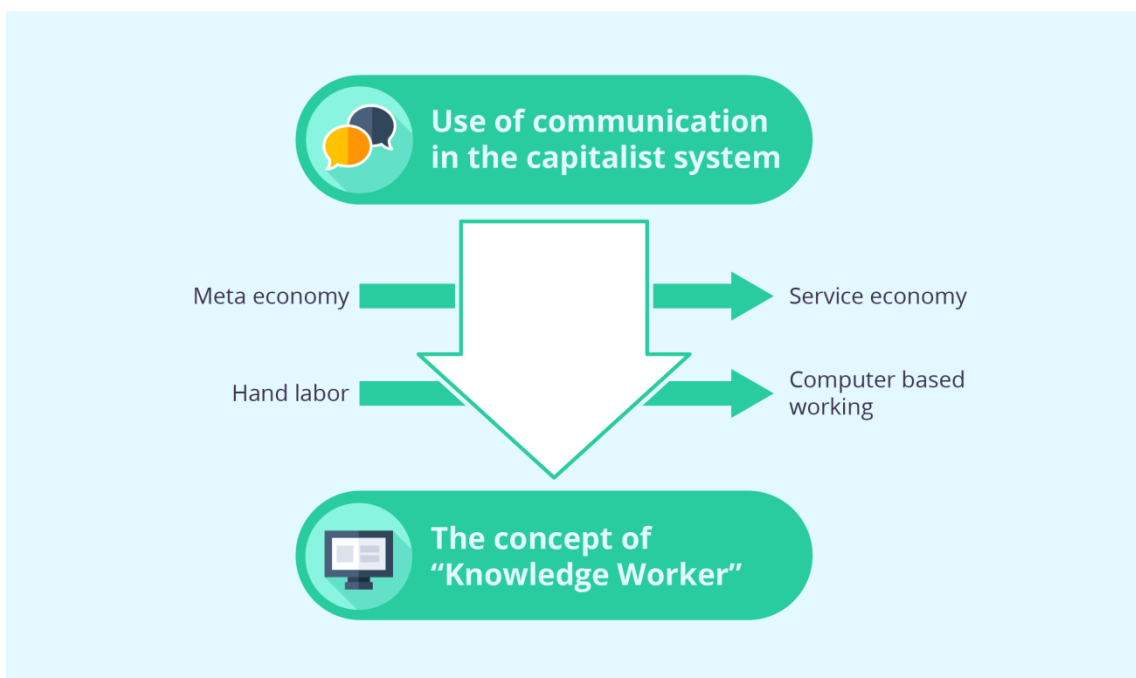 Use of communication
in the capitalist system
Meta economy
Service economy
Hand labor
Computer based
working
The concept of
“Knowledge Worker”